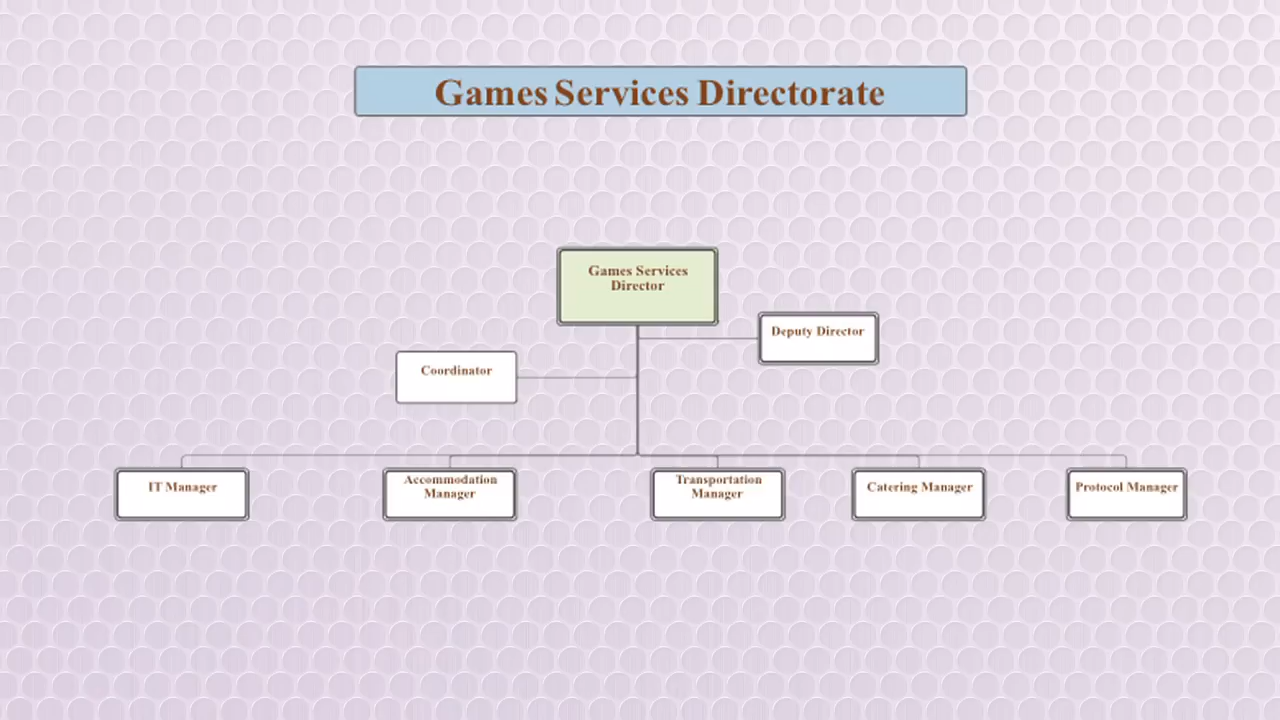 Games Services Directorate
Games Services
Director
Deputy Director
Coordinator
IT Manager
Accommodation
Manager
Transportation
Manager
Catering Manager
Protocol Manager